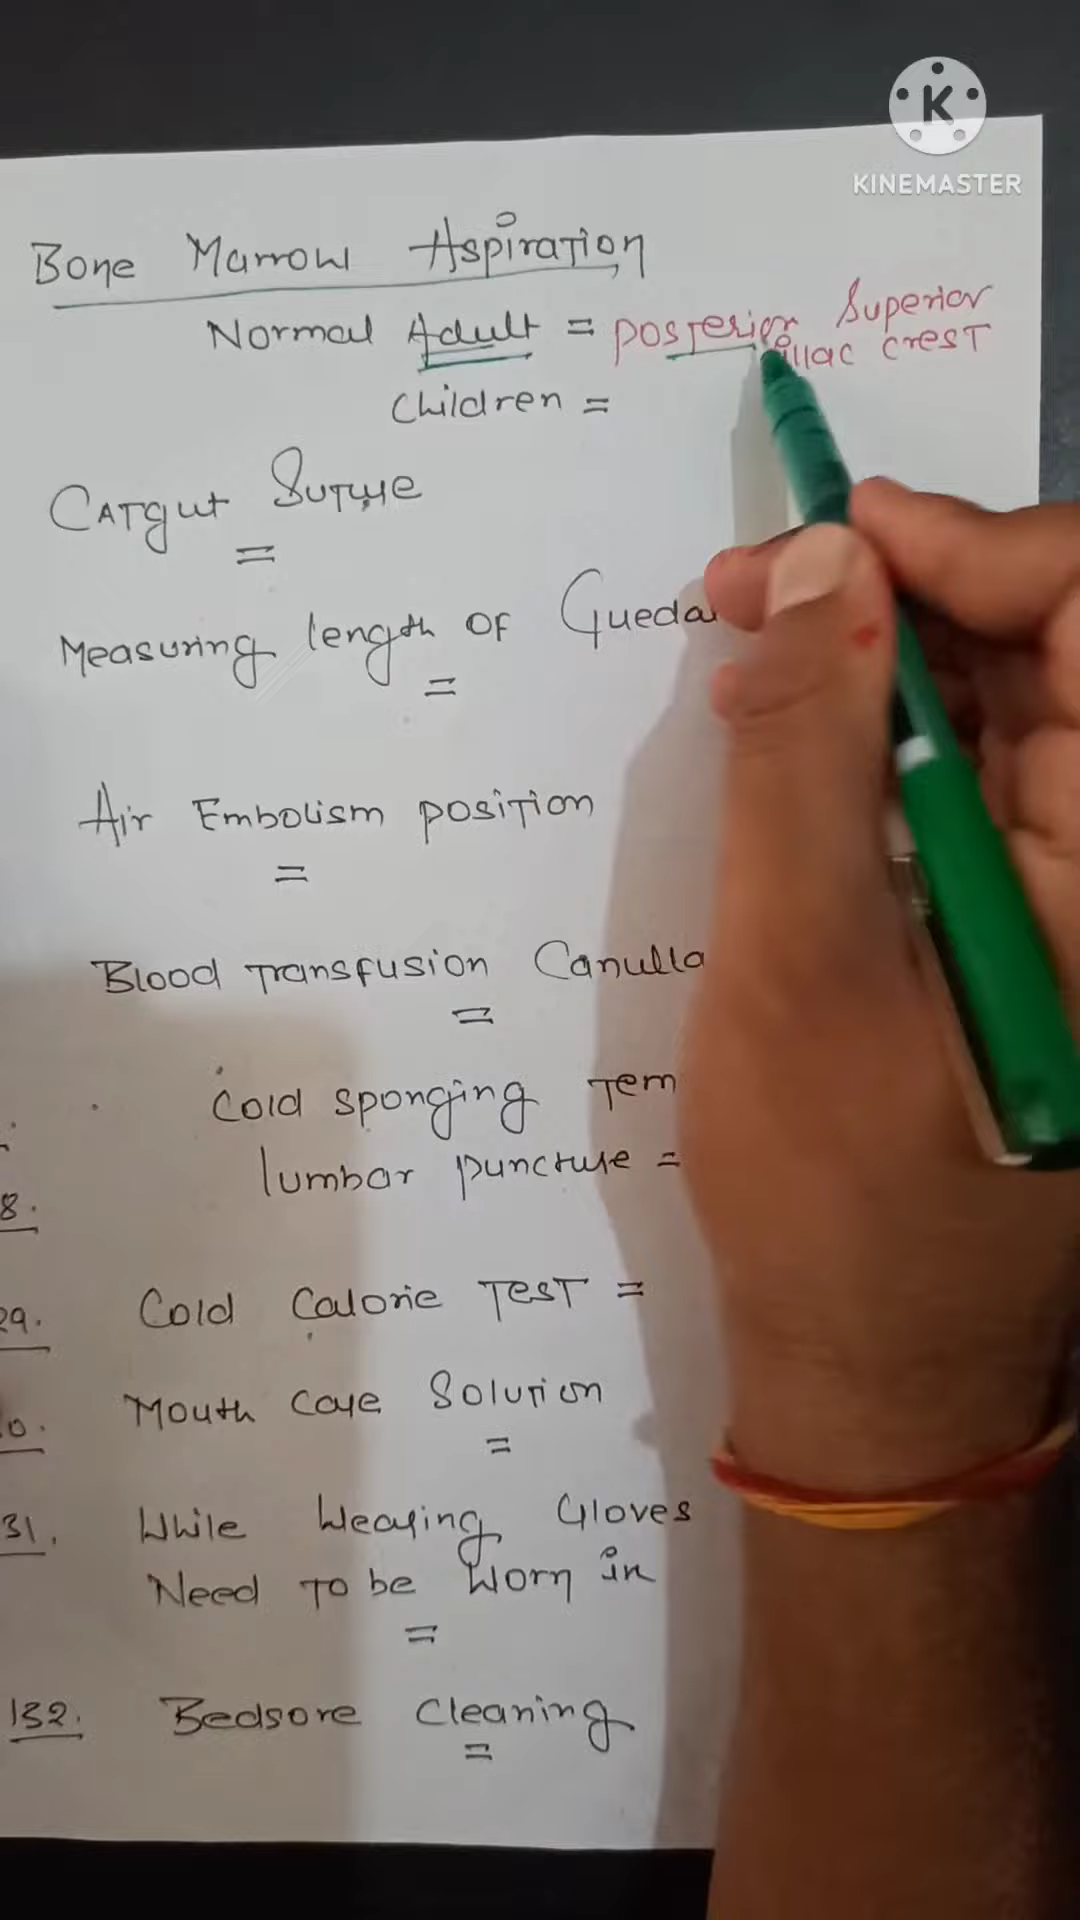 KINEMASTER
Bone Marrow Aspiration
Normal Adult = Posterior Superior
illac crest
Children =
Catgut Suture
=
Measuring length of Gueda
=
Air Embolism position
=
Blood Transfusion Canulla
=
Cold sponging Tem
8. lumbar puncture =
29. Cold Calorie Test =
0. Mouth Care Solution
=
31. While Wearing Gloves
Need To be Worn in
=
132. Bedsore Cleaning
=